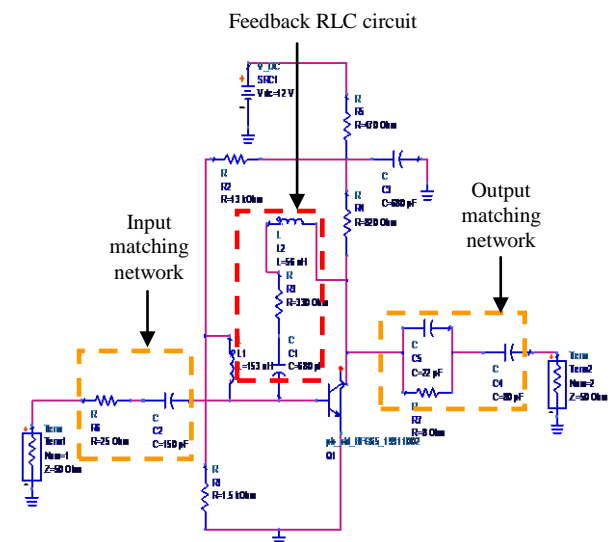 Feedback RLC circuit
V_DC
SRC1
Vdc=12 V
R
R5
R=470 Ohm
R
R2
R=13 kOhm
C
C3
C=680 pF
R
R4
R=820 Ohm
Output
matching
network
Input
matching
network
L
L2
L=56 nH
R
R=330 Ohm
C
C1
C=680 pF
L1
L=153 nH
C
C5
C=22 pF
C
C4
C=80 pF
Term
Term2
Num=2
Z=50 Ohm
R
R=8 Ohm
R
R6
R=25 Ohm
C
C2
C=150 pF
Term
Term1
Num=1
Z=50 Ohm
Q1
R
R=1.5 kOhm